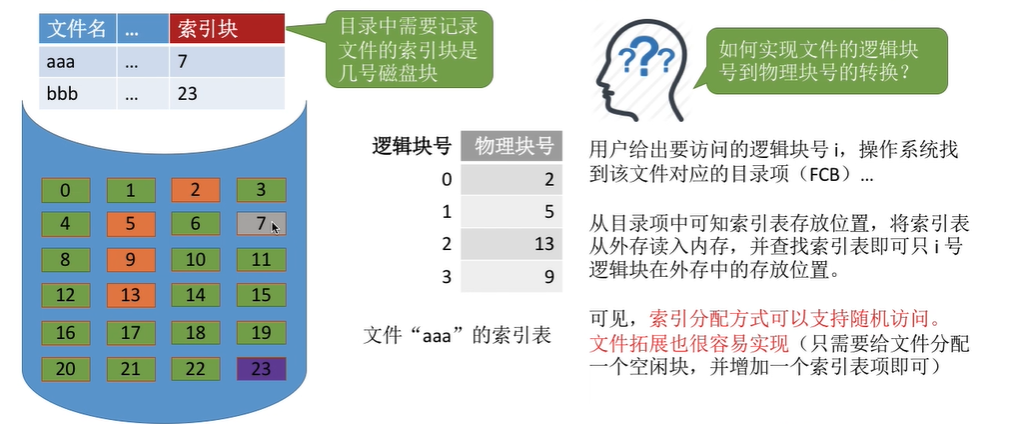 文件名 ... 索引块
aaa ... 7
bbb ... 23
目录中需要记录
文件的索引块是
几号磁盘块
???
如何实现文件的逻辑块
号到物理块号的转换？
0 1 2 3
4 5 6 7
8 9 10 11
12 13 14 15
16 17 18 19
20 21 22 23
逻辑块号 物理块号
0 2
1 5
2 13
3 9
文件“aaa”的索引表
用户给出要访问的逻辑块号 i，操作系统找
到该文件对应的目录项（FCB）...
从目录项中可知索引表存放位置，将索引表
从外存读入内存，并查找索引表即可只 i 号
逻辑块在外存中的存放位置。
可见，索引分配方式可以支持随机访问。
文件拓展也很容易实现（只需要给文件分配
一个空闲块，并增加一个索引表项即可）